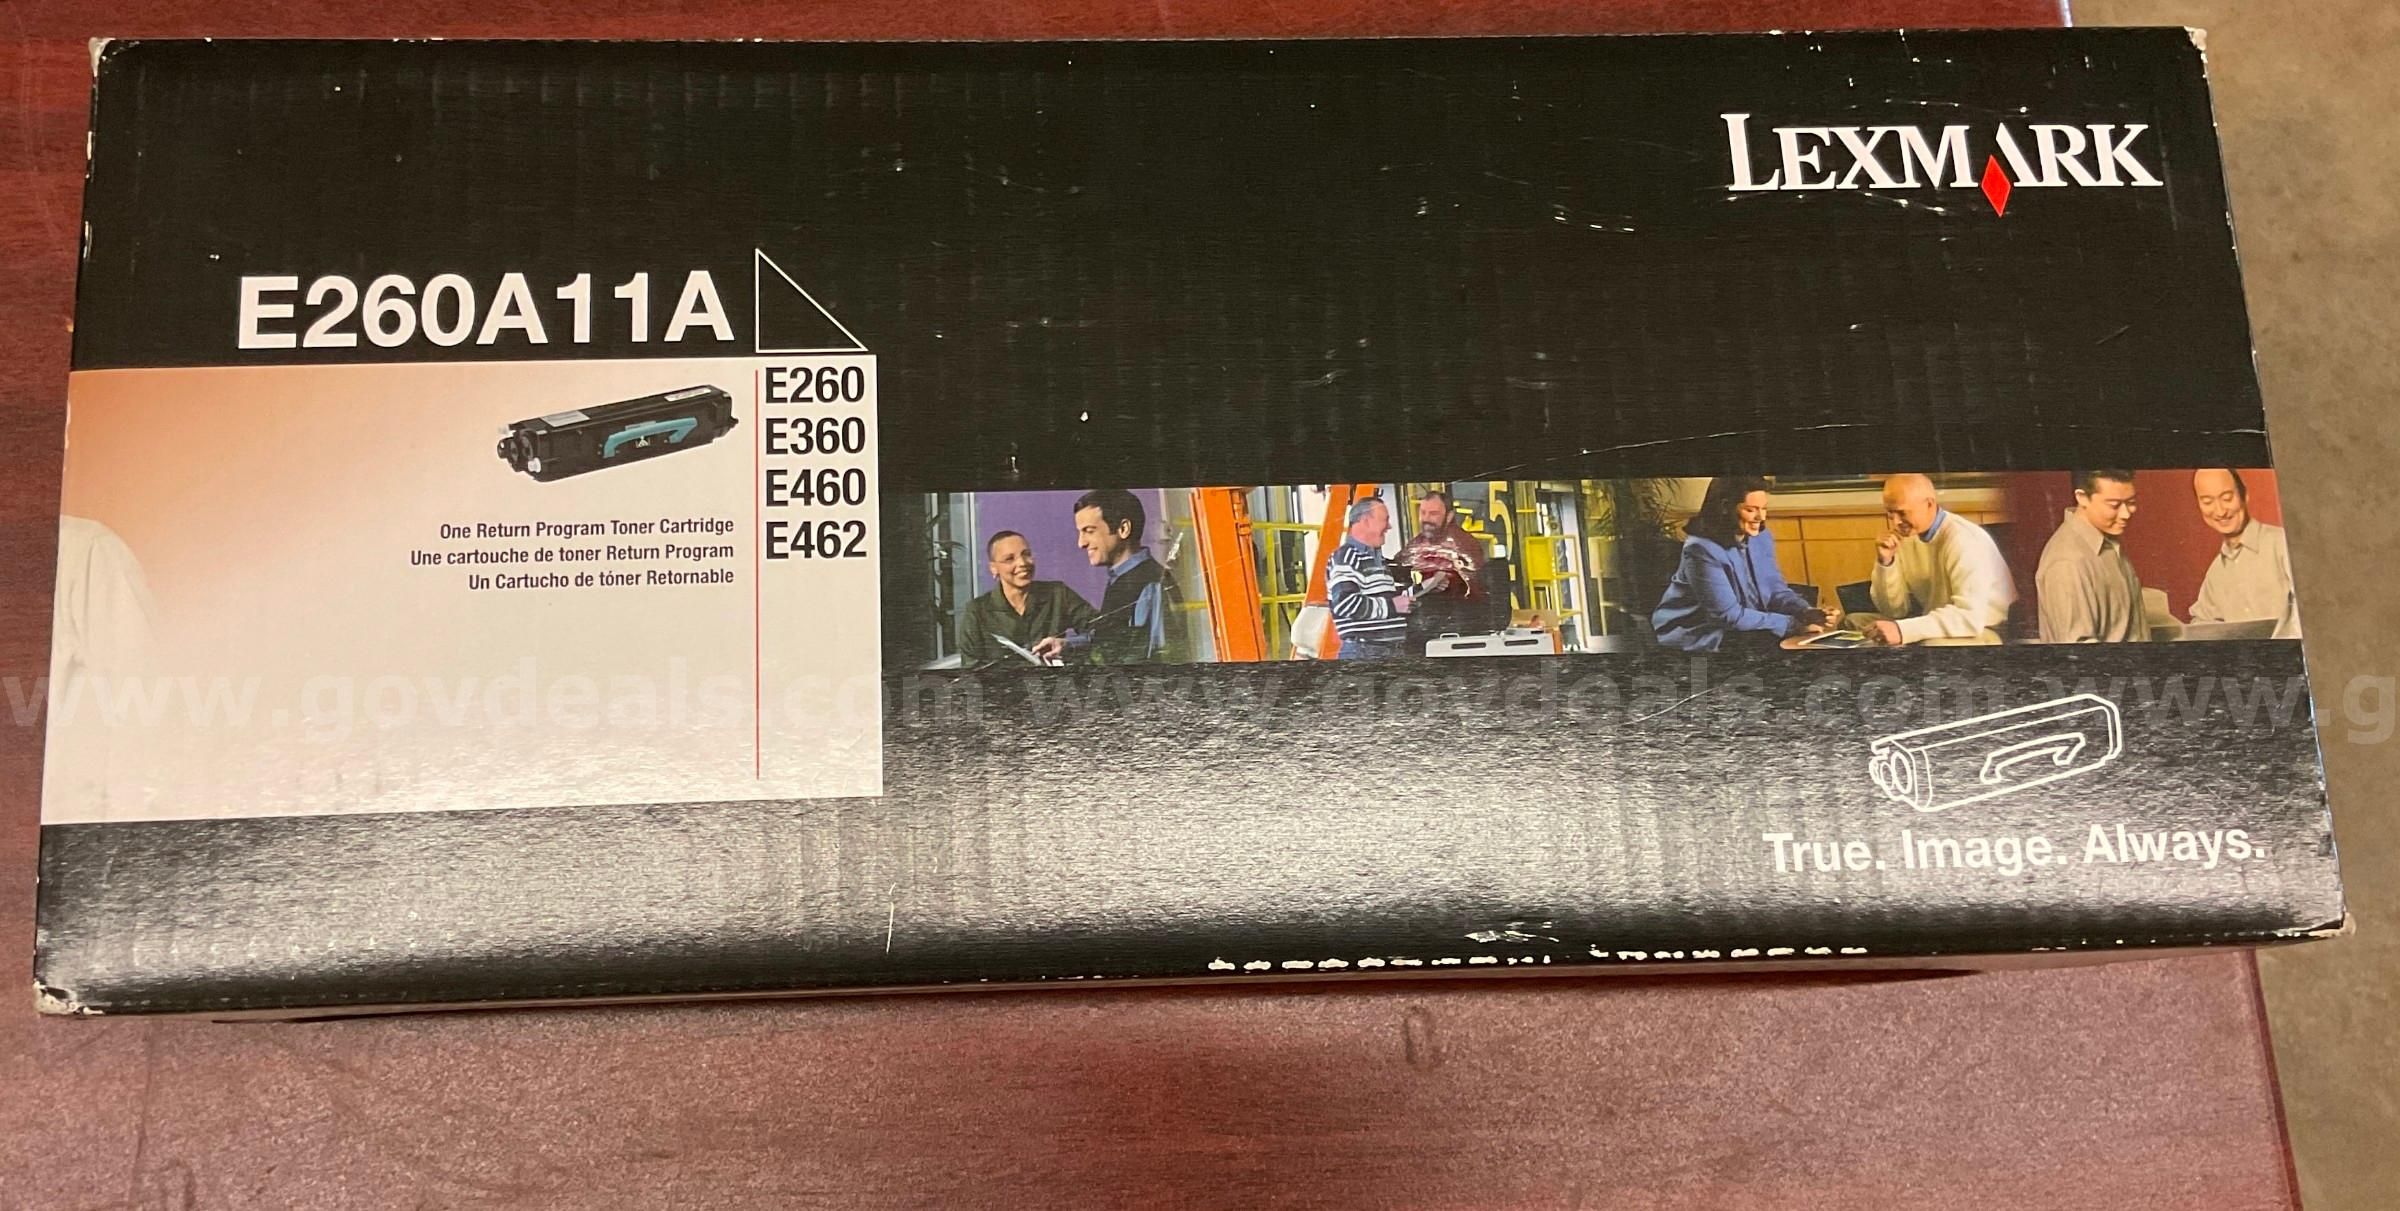 LEXMARK
E260A11A
E260
E360
E460
E462
One Return Program Toner Cartridge
Une cartouche de toner Return Program
Un Cartucho de tóner Retornable
www.govdeals.com www.govdeals.com www.g
True. Image. Always.